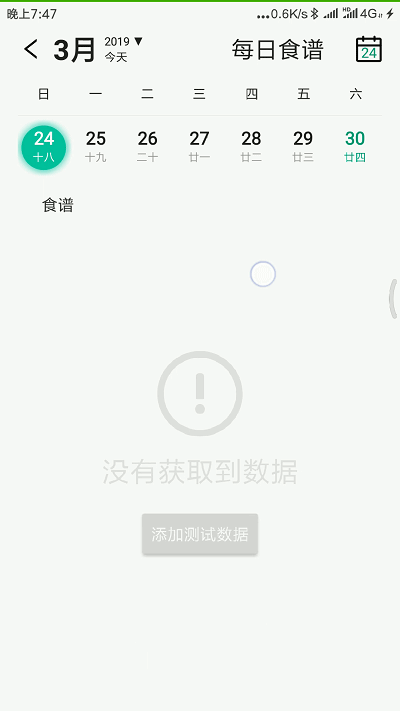 晚上7:47 ...0.6K/s HD 4G
3月 2019▼ 今天 每日食谱 24
日 一 二 三 四 五 六
24 25 26 27 28 29 30
十八 十九 二十 廿一 廿二 廿三 廿四
食谱
没有获取到数据
添加测试数据